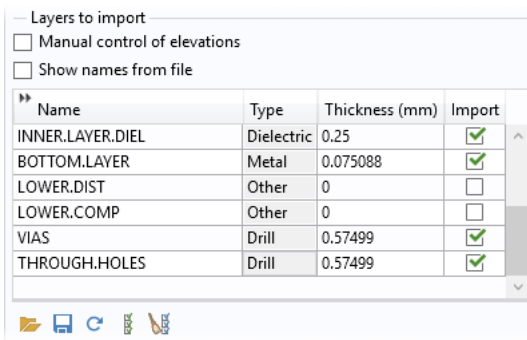 Layers to import
Manual control of elevations
Show names from file
Name Type Thickness (mm) Import
INNER.LAYER.DIEL Dielectric 0.25
BOTTOM.LAYER Metal 0.075088
LOWER.DIST Other 0
LOWER.COMP Other 0
VIAS Drill 0.57499
THROUGH.HOLES Drill 0.57499